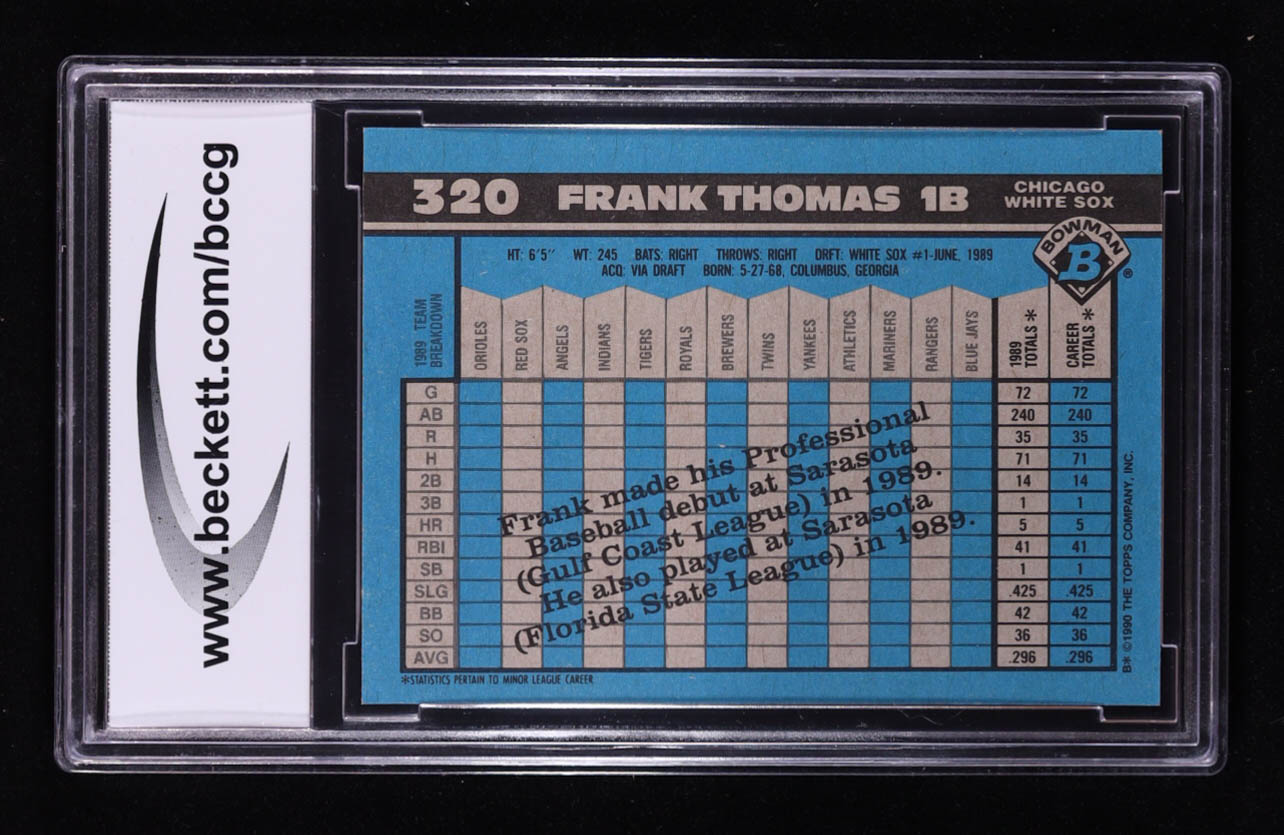 www.beckett.com/bccg
320 FRANK THOMAS 1B CHICAGO WHITE SOX
BOWMAN
B ®
HT: 6'5" WT: 245 BATS: RIGHT THROWS: RIGHT DRFT: WHITE SOX #1-JUNE, 1989
ACQ: VIA DRAFT BORN: 5-27-68, COLUMBUS, GEORGIA
1989 TEAM BREAKDOWN ORIOLES RED SOX ANGELS INDIANS TIGERS ROYALS BREWERS TWINS YANKEES ATHLETICS MARINERS RANGERS BLUE JAYS 1989 TOTALS * CAREER TOTALS *
G 72 72
AB 240 240
R 35 35
H 71 71
2B 14 14
3B 1 1
HR 5 5
RBI 41 41
SB 1 1
SLG .425 .425
BB 42 42
SO 36 36
AVG .296 .296
Frank made his Professional
Baseball debut at Sarasota
(Gulf Coast League) in 1989.
He also played at Sarasota
(Florida State League) in 1989.
*STATISTICS PERTAIN TO MINOR LEAGUE CAREER
B* © 1990 THE TOPPS COMPANY, INC.